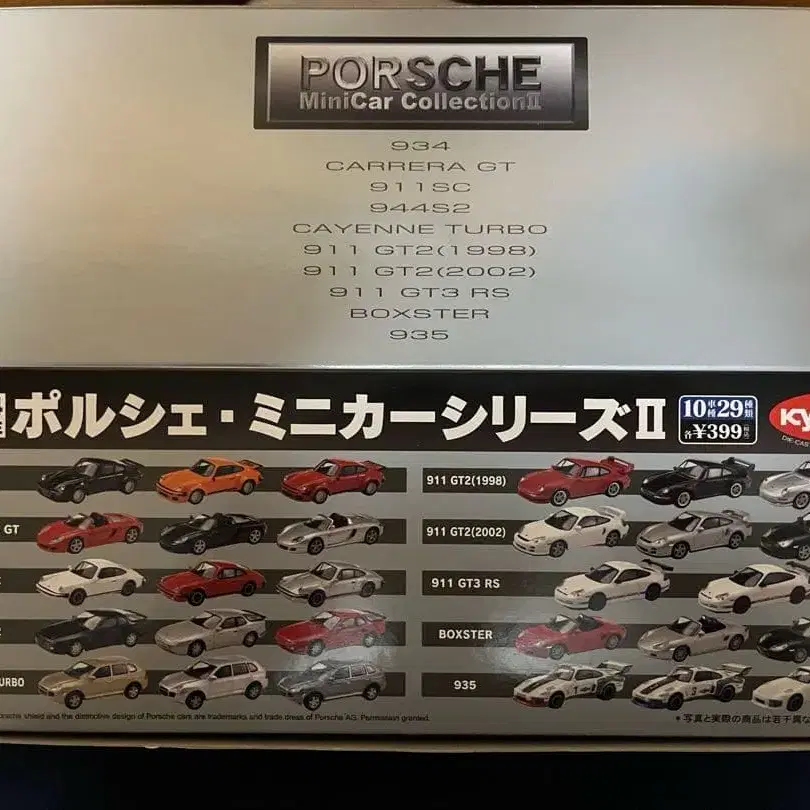 PORSCHE
MiniCar CollectionII
934
CARRERA GT
911SC
944S2
CAYENNE TURBO
911 GT2(1998)
911 GT2(2002)
911 GT3 RS
BOXSTER
935
ポルシェ・ミニカーシリーズII
10車種29種類
各¥399
KY
DIE-CAS
911 GT2(1998)
GT
911 GT2(2002)
911 GT3 RS
BOXSTER
URBO
935
orsche shield and the distinctive design of Porsche cars are trademarks and trade dress of Porsche AG. Permission granted.
*写真と実際の商品は若干異な